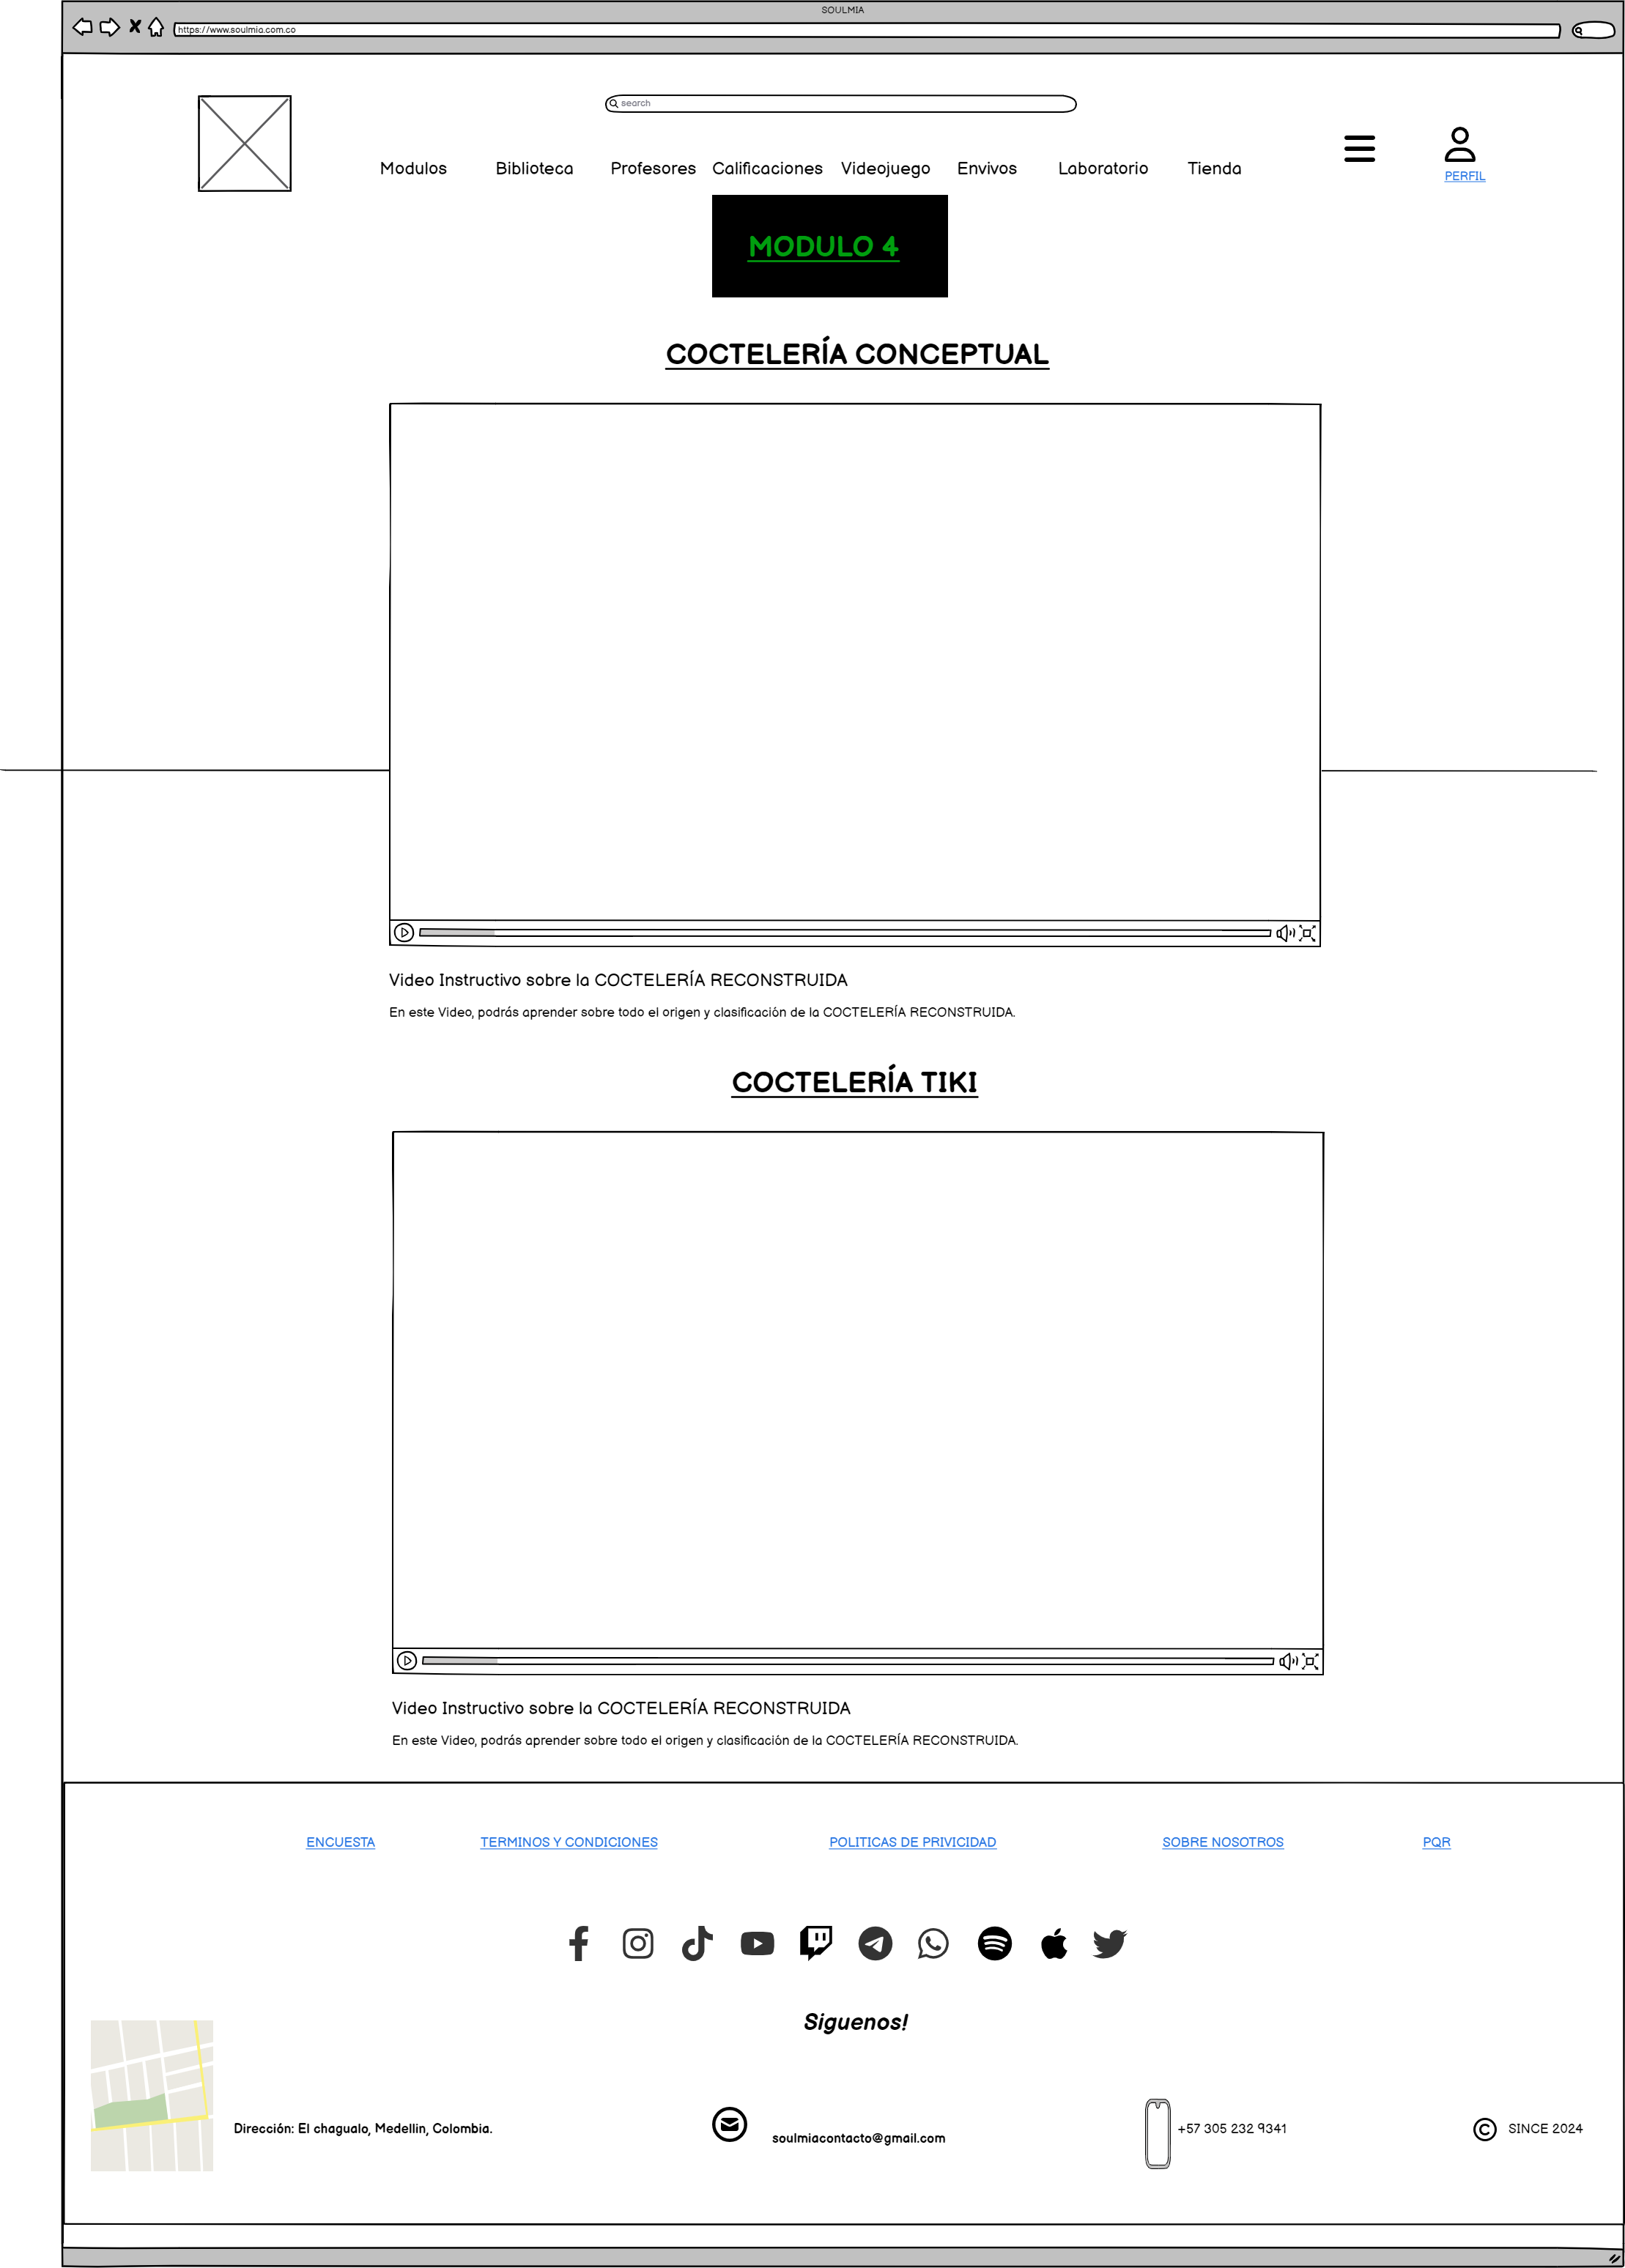 SOULMIA
https://www.soulmia.com.co
search
Modulos Biblioteca Profesores Calificaciones Videojuego Envivos Laboratorio Tienda
PERFIL
MODULO 4
COCTELERÍA CONCEPTUAL
Video Instructivo sobre la COCTELERÍA RECONSTRUIDA
En este Video, podrás aprender sobre todo el origen y clasificación de la COCTELERÍA RECONSTRUIDA.
COCTELERÍA TIKI
Video Instructivo sobre la COCTELERÍA RECONSTRUIDA
En este Video, podrás aprender sobre todo el origen y clasificación de la COCTELERÍA RECONSTRUIDA.
ENCUESTA TERMINOS Y CONDICIONES POLITICAS DE PRIVICIDAD SOBRE NOSOTROS PQR
Siguenos!
Dirección: El chagualo, Medellin, Colombia.
soulmiacontacto@gmail.com
+57 305 232 9341
© SINCE 2024